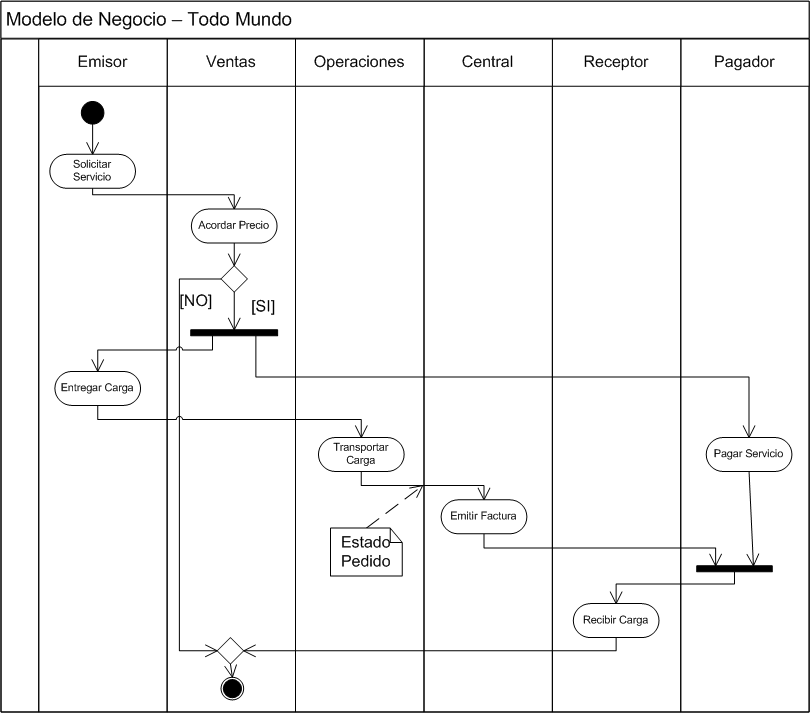 Modelo de Negocio – Todo Mundo
Emisor
Ventas
Operaciones
Central
Receptor
Pagador
Solicitar
Servicio
Acordar Precio
[NO]
[SI]
Entregar Carga
Transportar
Carga
Pagar Servicio
Emitir Factura
Estado
Pedido
Recibir Carga